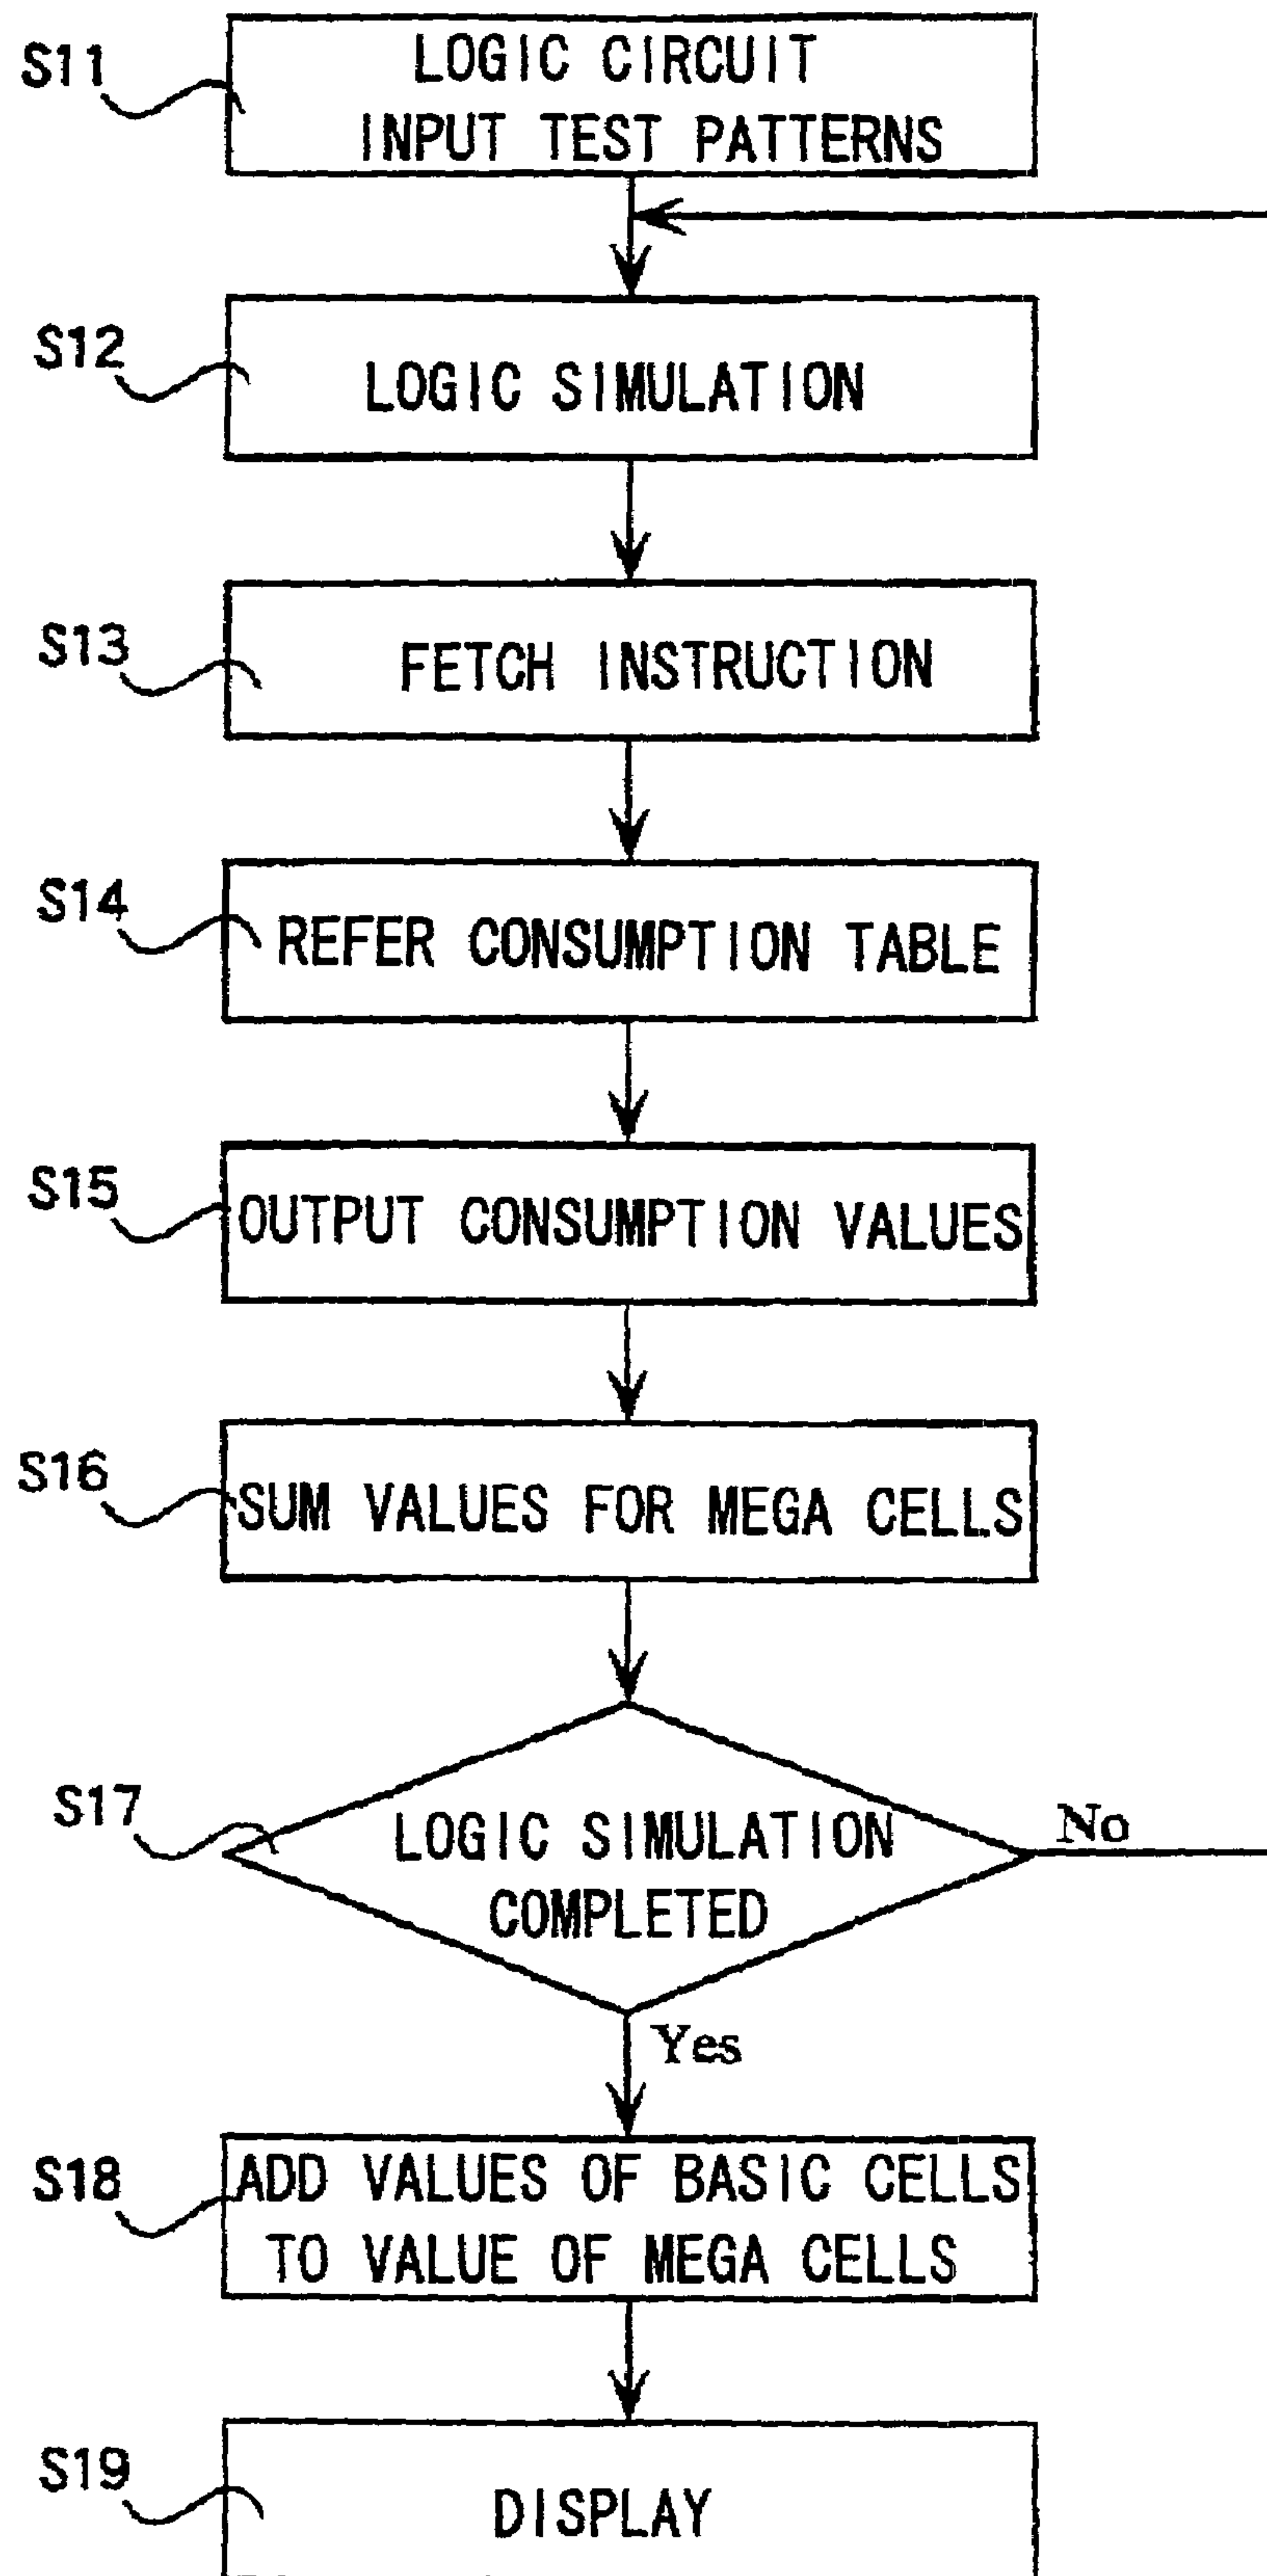 S11
LOGIC CIRCUIT
INPUT TEST PATTERNS
S12
LOGIC SIMULATION
S13
FETCH INSTRUCTION
S14
REFER CONSUMPTION TABLE
S15
OUTPUT CONSUMPTION VALUES
S16
SUM VALUES FOR MEGA CELLS
S17
LOGIC SIMULATION
COMPLETED
No
Yes
S18
ADD VALUES OF BASIC CELLS
TO VALUE OF MEGA CELLS
S19
DISPLAY